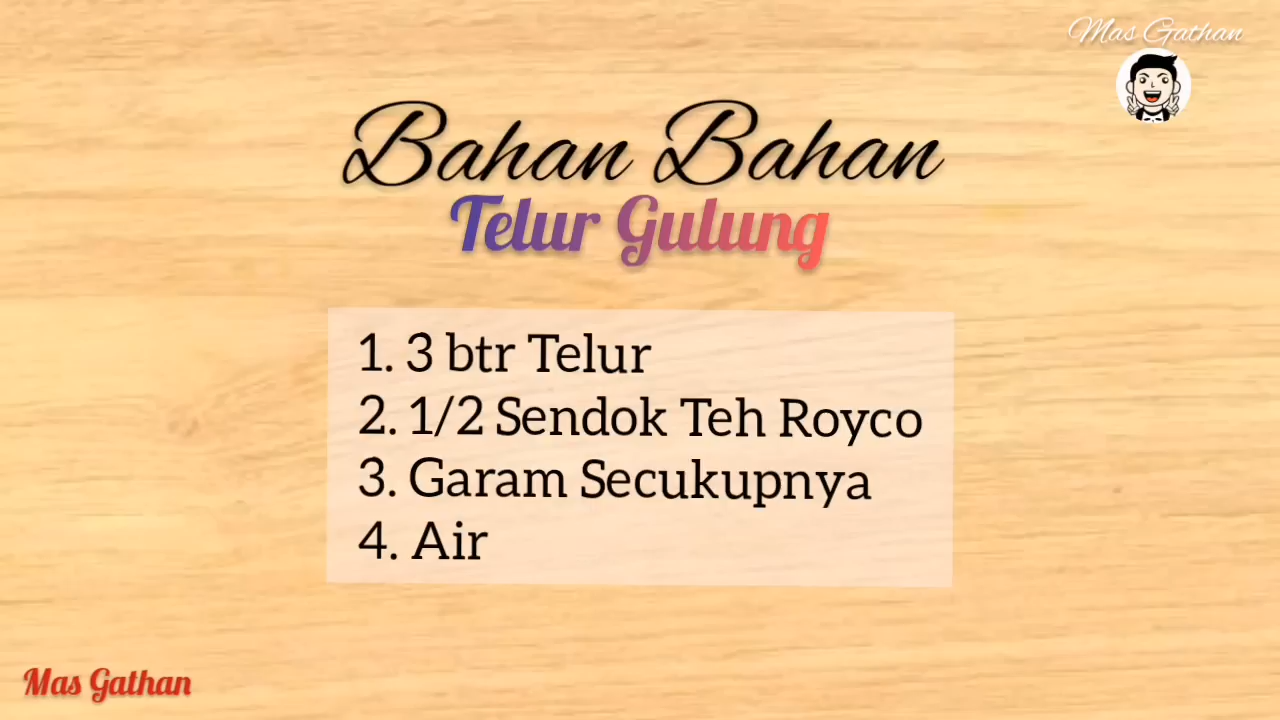 Mas Gathan
Bahan Bahan
Telur Gulung
1. 3 btr Telur
2. 1/2 Sendok Teh Royco
3. Garam Secukupnya
4. Air
Mas Gathan